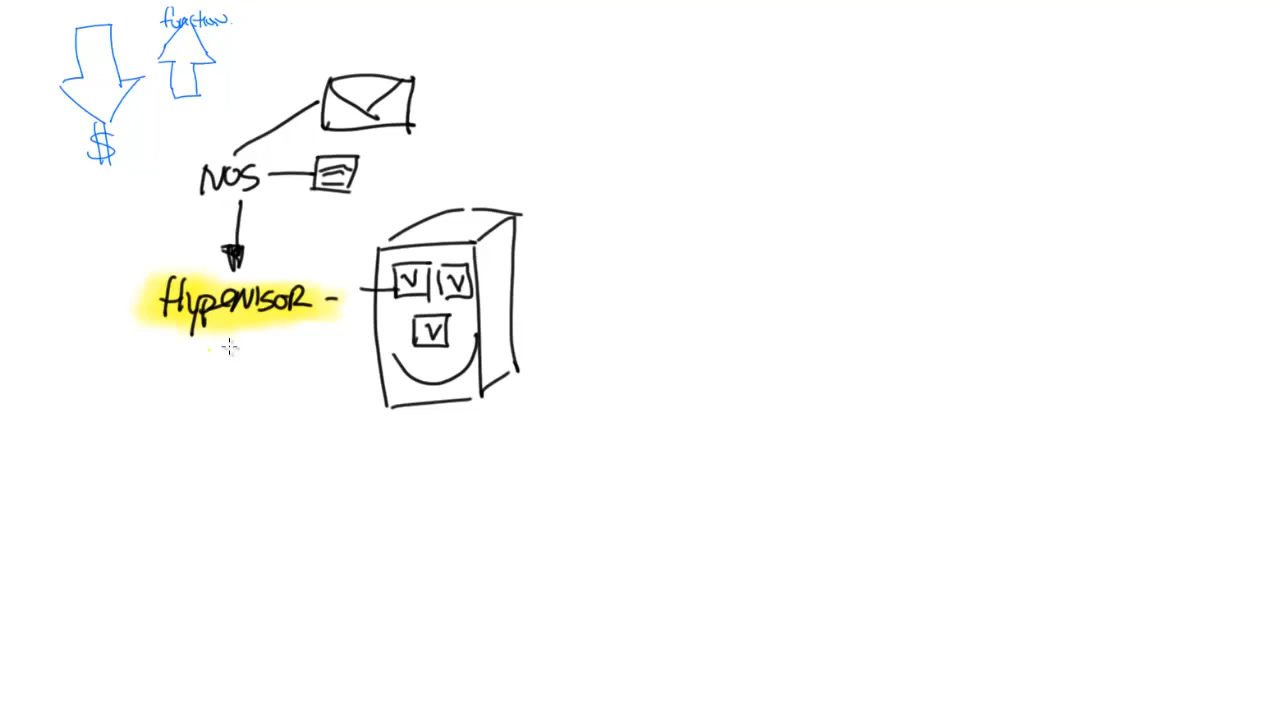 function.
$
NOS
Hypervisor -
V V
V